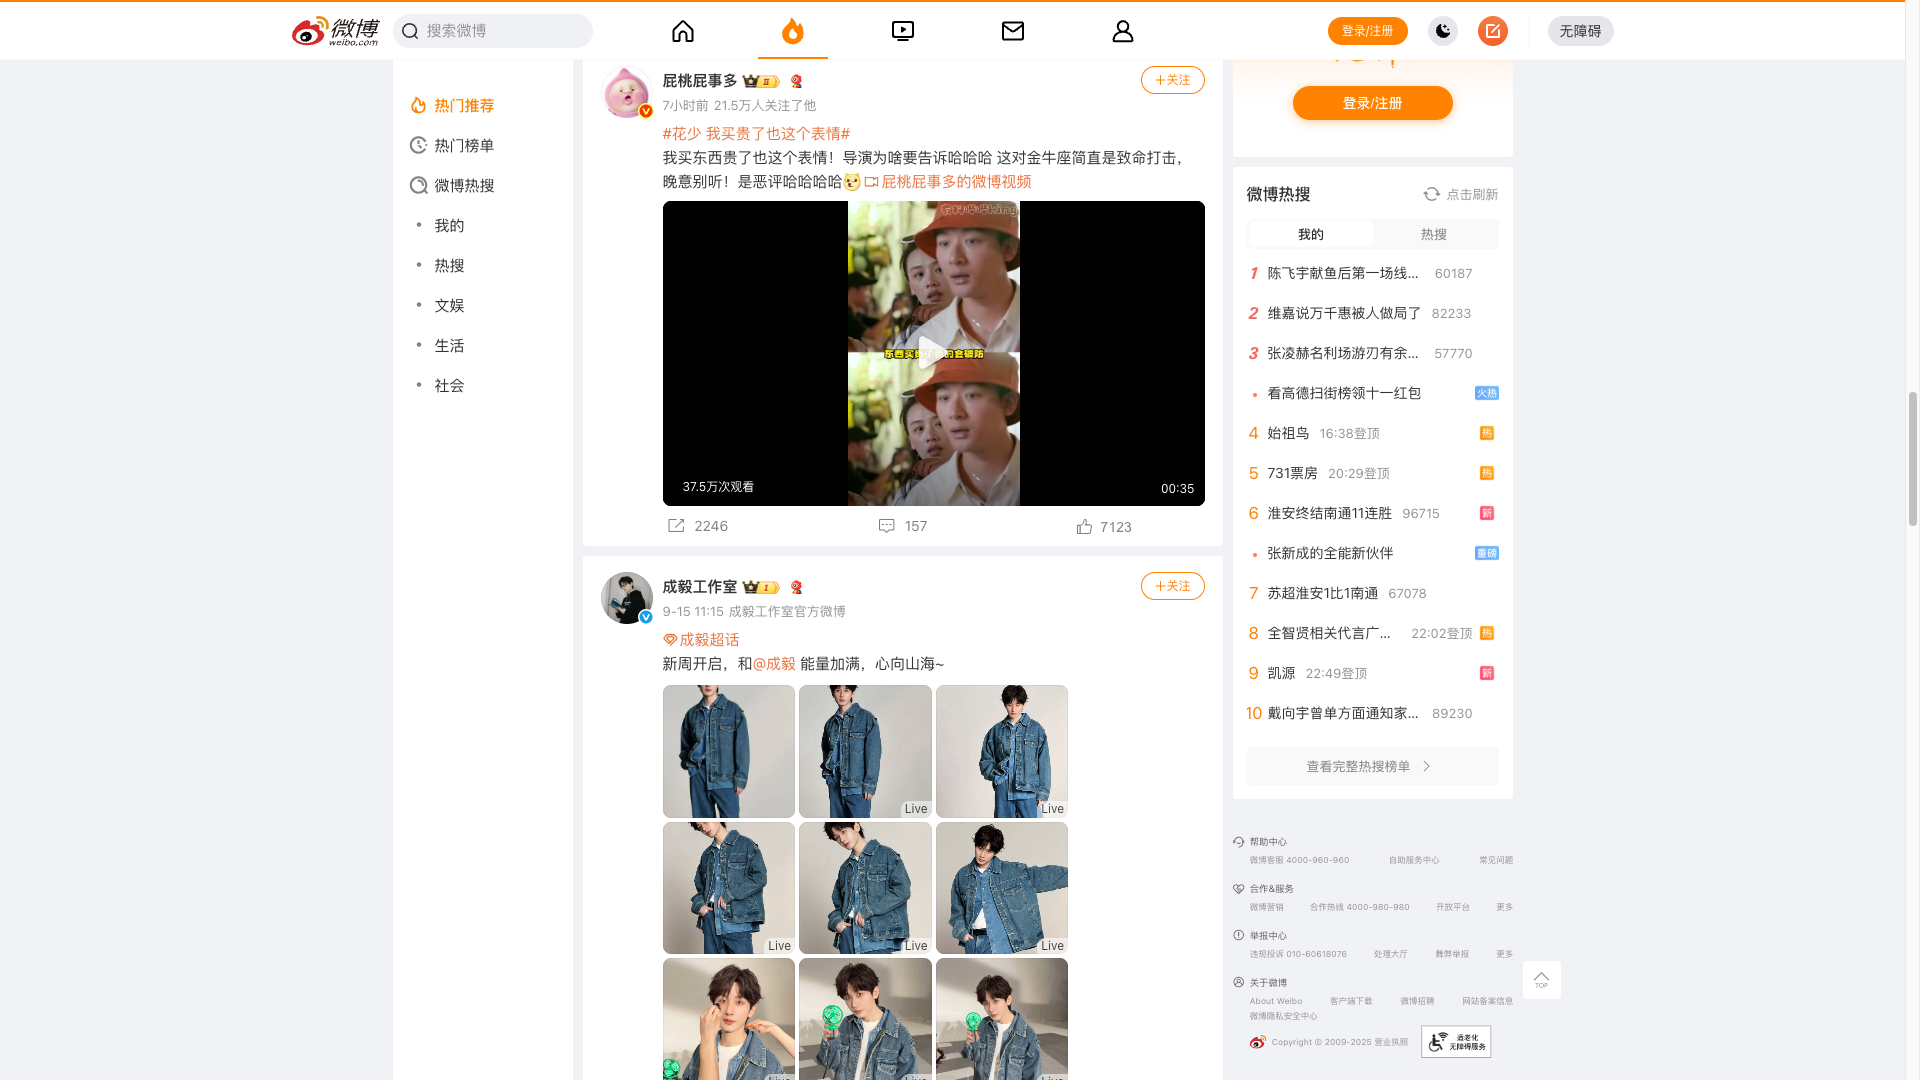 微博
weibo.com
搜索微博
登录/注册
无障碍
热门推荐
热门榜单
微博热搜
我的
热搜
文娱
生活
社会
屁桃屁事多
+关注
7小时前 21.5万人关注了他
#花少 我买贵了也这个表情#
我买东西贵了也这个表情！导演为啥要告诉哈哈哈 这对金牛座简直是致命打击，
晚意别听！是恶评哈哈哈哈 屁桃屁事多的微博视频
37.5万次观看
00:35
2246
157
7123
成毅工作室
+关注
9-15 11:15 成毅工作室官方微博
成毅超话
新周开启，和@成毅 能量加满，心向山海~
Live
Live
Live
Live
Live
Live
Live
Live
登录/注册
微博热搜
点击刷新
我的
热搜
1 陈飞宇献鱼后第一场线... 60187
2 维嘉说万千惠被人做局了 82233
3 张凌赫名利场游刃有余... 57770
看高德扫街榜领十一红包 火热
4 始祖鸟 16:38登顶 热
5 731票房 20:29登顶 热
6 淮安终结南通11连胜 96715 新
张新成的全能新伙伴 重磅
7 苏超淮安1比1南通 67078
8 全智贤相关代言广... 22:02登顶 热
9 凯源 22:49登顶 新
10 戴向宇曾单方面通知家... 89230
查看完整热搜榜单
帮助中心
微博客服 4000-960-960 自助服务中心 常见问题
合作&服务
微博营销 合作热线 4000-980-980 开放平台 更多
举报中心
违规投诉 010-60618076 处理大厅 舞弊举报 更多
关于微博
About Weibo 客户端下载 微博招聘 网站备案信息
微博隐私安全中心
Copyright © 2009-2025 营业执照
适老化
无障碍服务
TOP